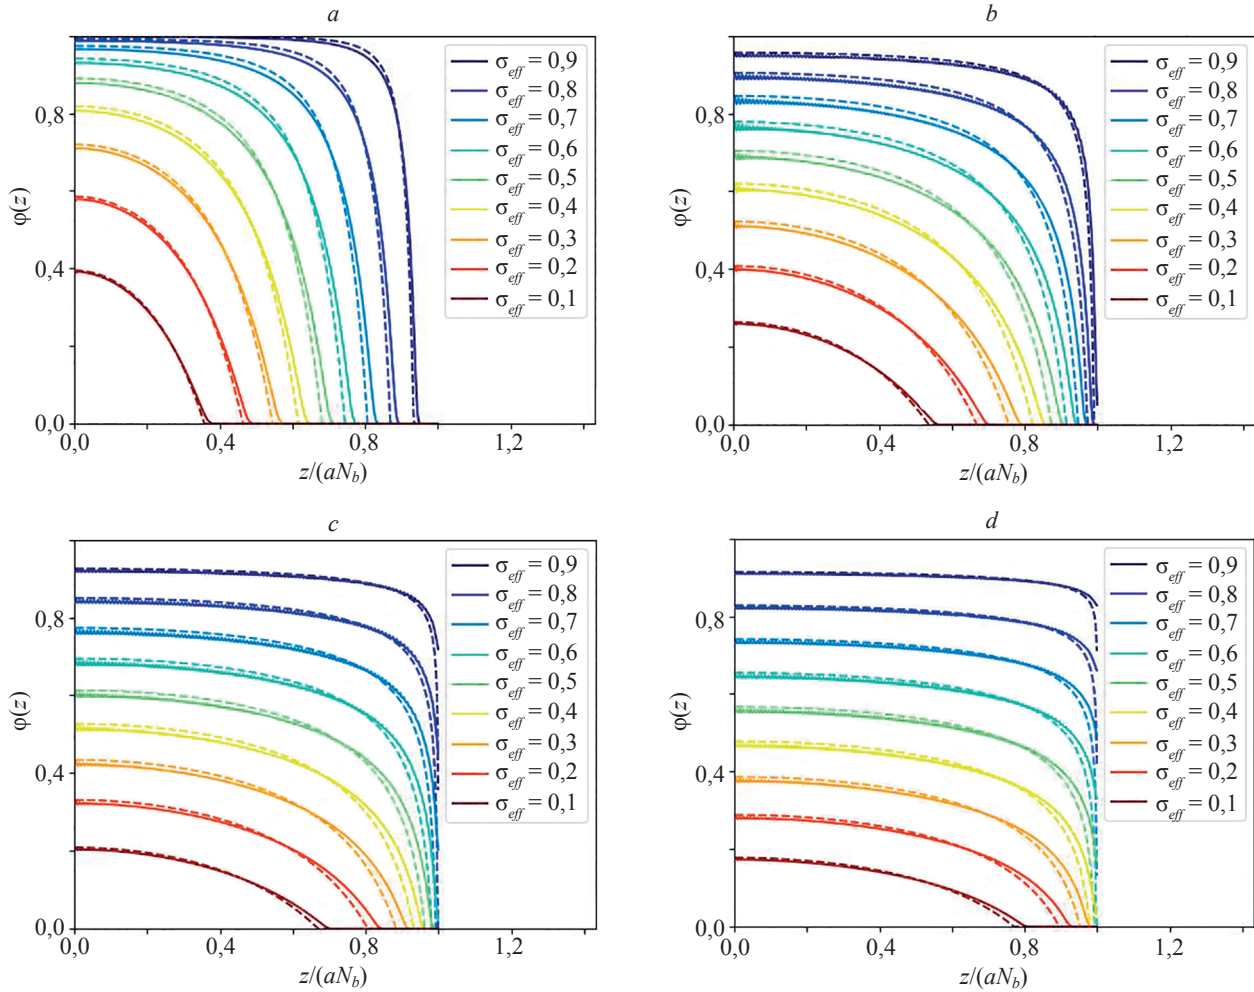 a
σeff = 0,9
σeff = 0,8
σeff = 0,7
σeff = 0,6
σeff = 0,5
σeff = 0,4
σeff = 0,3
σeff = 0,2
σeff = 0,1
0,8
0,4
0,0
φ(z)
0,0 0,4 0,8 1,2
z/(aNb)
b
σeff = 0,9
σeff = 0,8
σeff = 0,7
σeff = 0,6
σeff = 0,5
σeff = 0,4
σeff = 0,3
σeff = 0,2
σeff = 0,1
0,8
0,4
0,0
φ(z)
0,0 0,4 0,8 1,2
z/(aNb)
c
σeff = 0,9
σeff = 0,8
σeff = 0,7
σeff = 0,6
σeff = 0,5
σeff = 0,4
σeff = 0,3
σeff = 0,2
σeff = 0,1
0,8
0,4
0,0
φ(z)
0,0 0,4 0,8 1,2
z/(aNb)
d
σeff = 0,9
σeff = 0,8
σeff = 0,7
σeff = 0,6
σeff = 0,5
σeff = 0,4
σeff = 0,3
σeff = 0,2
σeff = 0,1
0,8
0,4
0,0
φ(z)
0,0 0,4 0,8 1,2
z/(aNb)